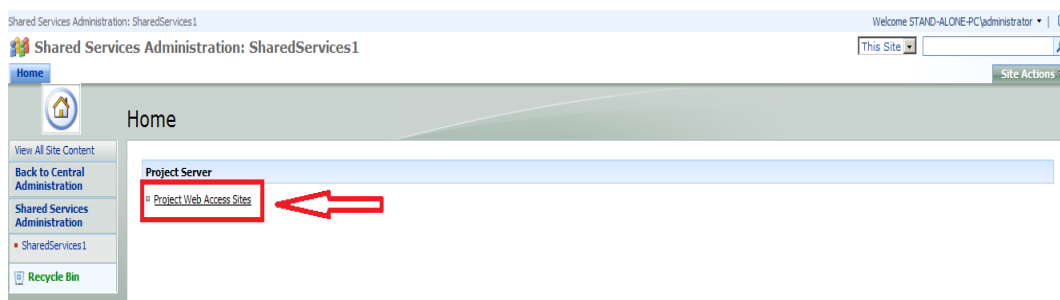 Shared Services Administration: SharedServices1
Welcome STAND-ALONE-PC\administrator
Shared Services Administration: SharedServices1
This Site
Home
Site Actions
Home
View All Site Content
Back to Central
Administration
Shared Services
Administration
SharedServices1
Recycle Bin
Project Server
Project Web Access Sites